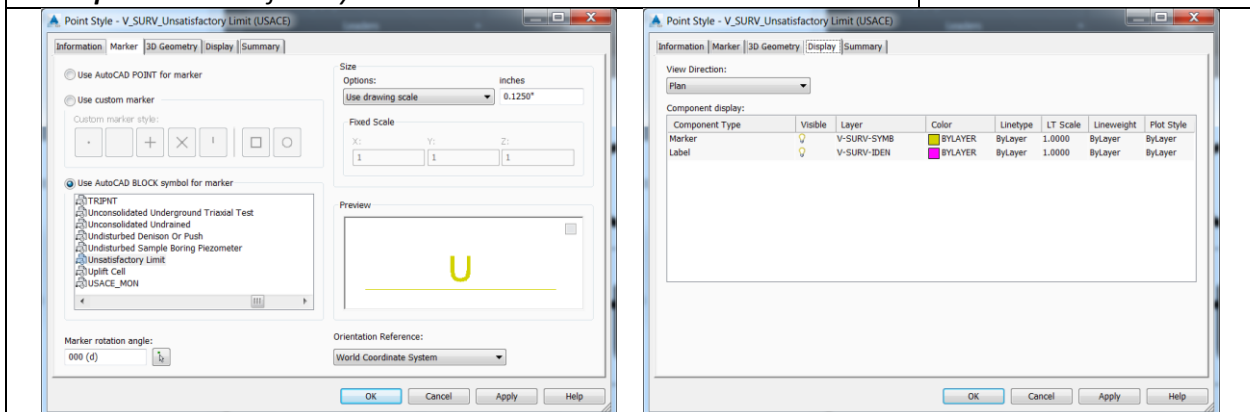 Point Style - V_SURV_Unsatisfactory Limit (USACE)
Information Marker 3D Geometry Display Summary
Use AutoCAD POINT for marker
Use custom marker
Custom marker style:
Use AutoCAD BLOCK symbol for marker
TRIPNT
Unconsolidated Underground Triaxial Test
Unconsolidated Undrained
Undisturbed Denison Or Push
Undisturbed Sample Boring Piezometer
Unsatisfactory Limit
Uplift Cell
USACE_MON
Marker rotation angle:
000 (d)
Size
Options: inches
Use drawing scale 0.1250"
Fixed Scale
X: Y: Z:
1 1 1
Preview
U
Orientation Reference:
World Coordinate System
OK Cancel Apply Help
Point Style - V_SURV_Unsatisfactory Limit (USACE)
Information Marker 3D Geometry Display Summary
View Direction:
Plan
Component display:
Component Type Visible Layer Color Linetype LT Scale Lineweight Plot Style
Marker V-SURV-SYMB BYLAYER ByLayer 1.0000 ByLayer ByLayer
Label V-SURV-IDEN BYLAYER ByLayer 1.0000 ByLayer ByLayer
OK Cancel Apply Help